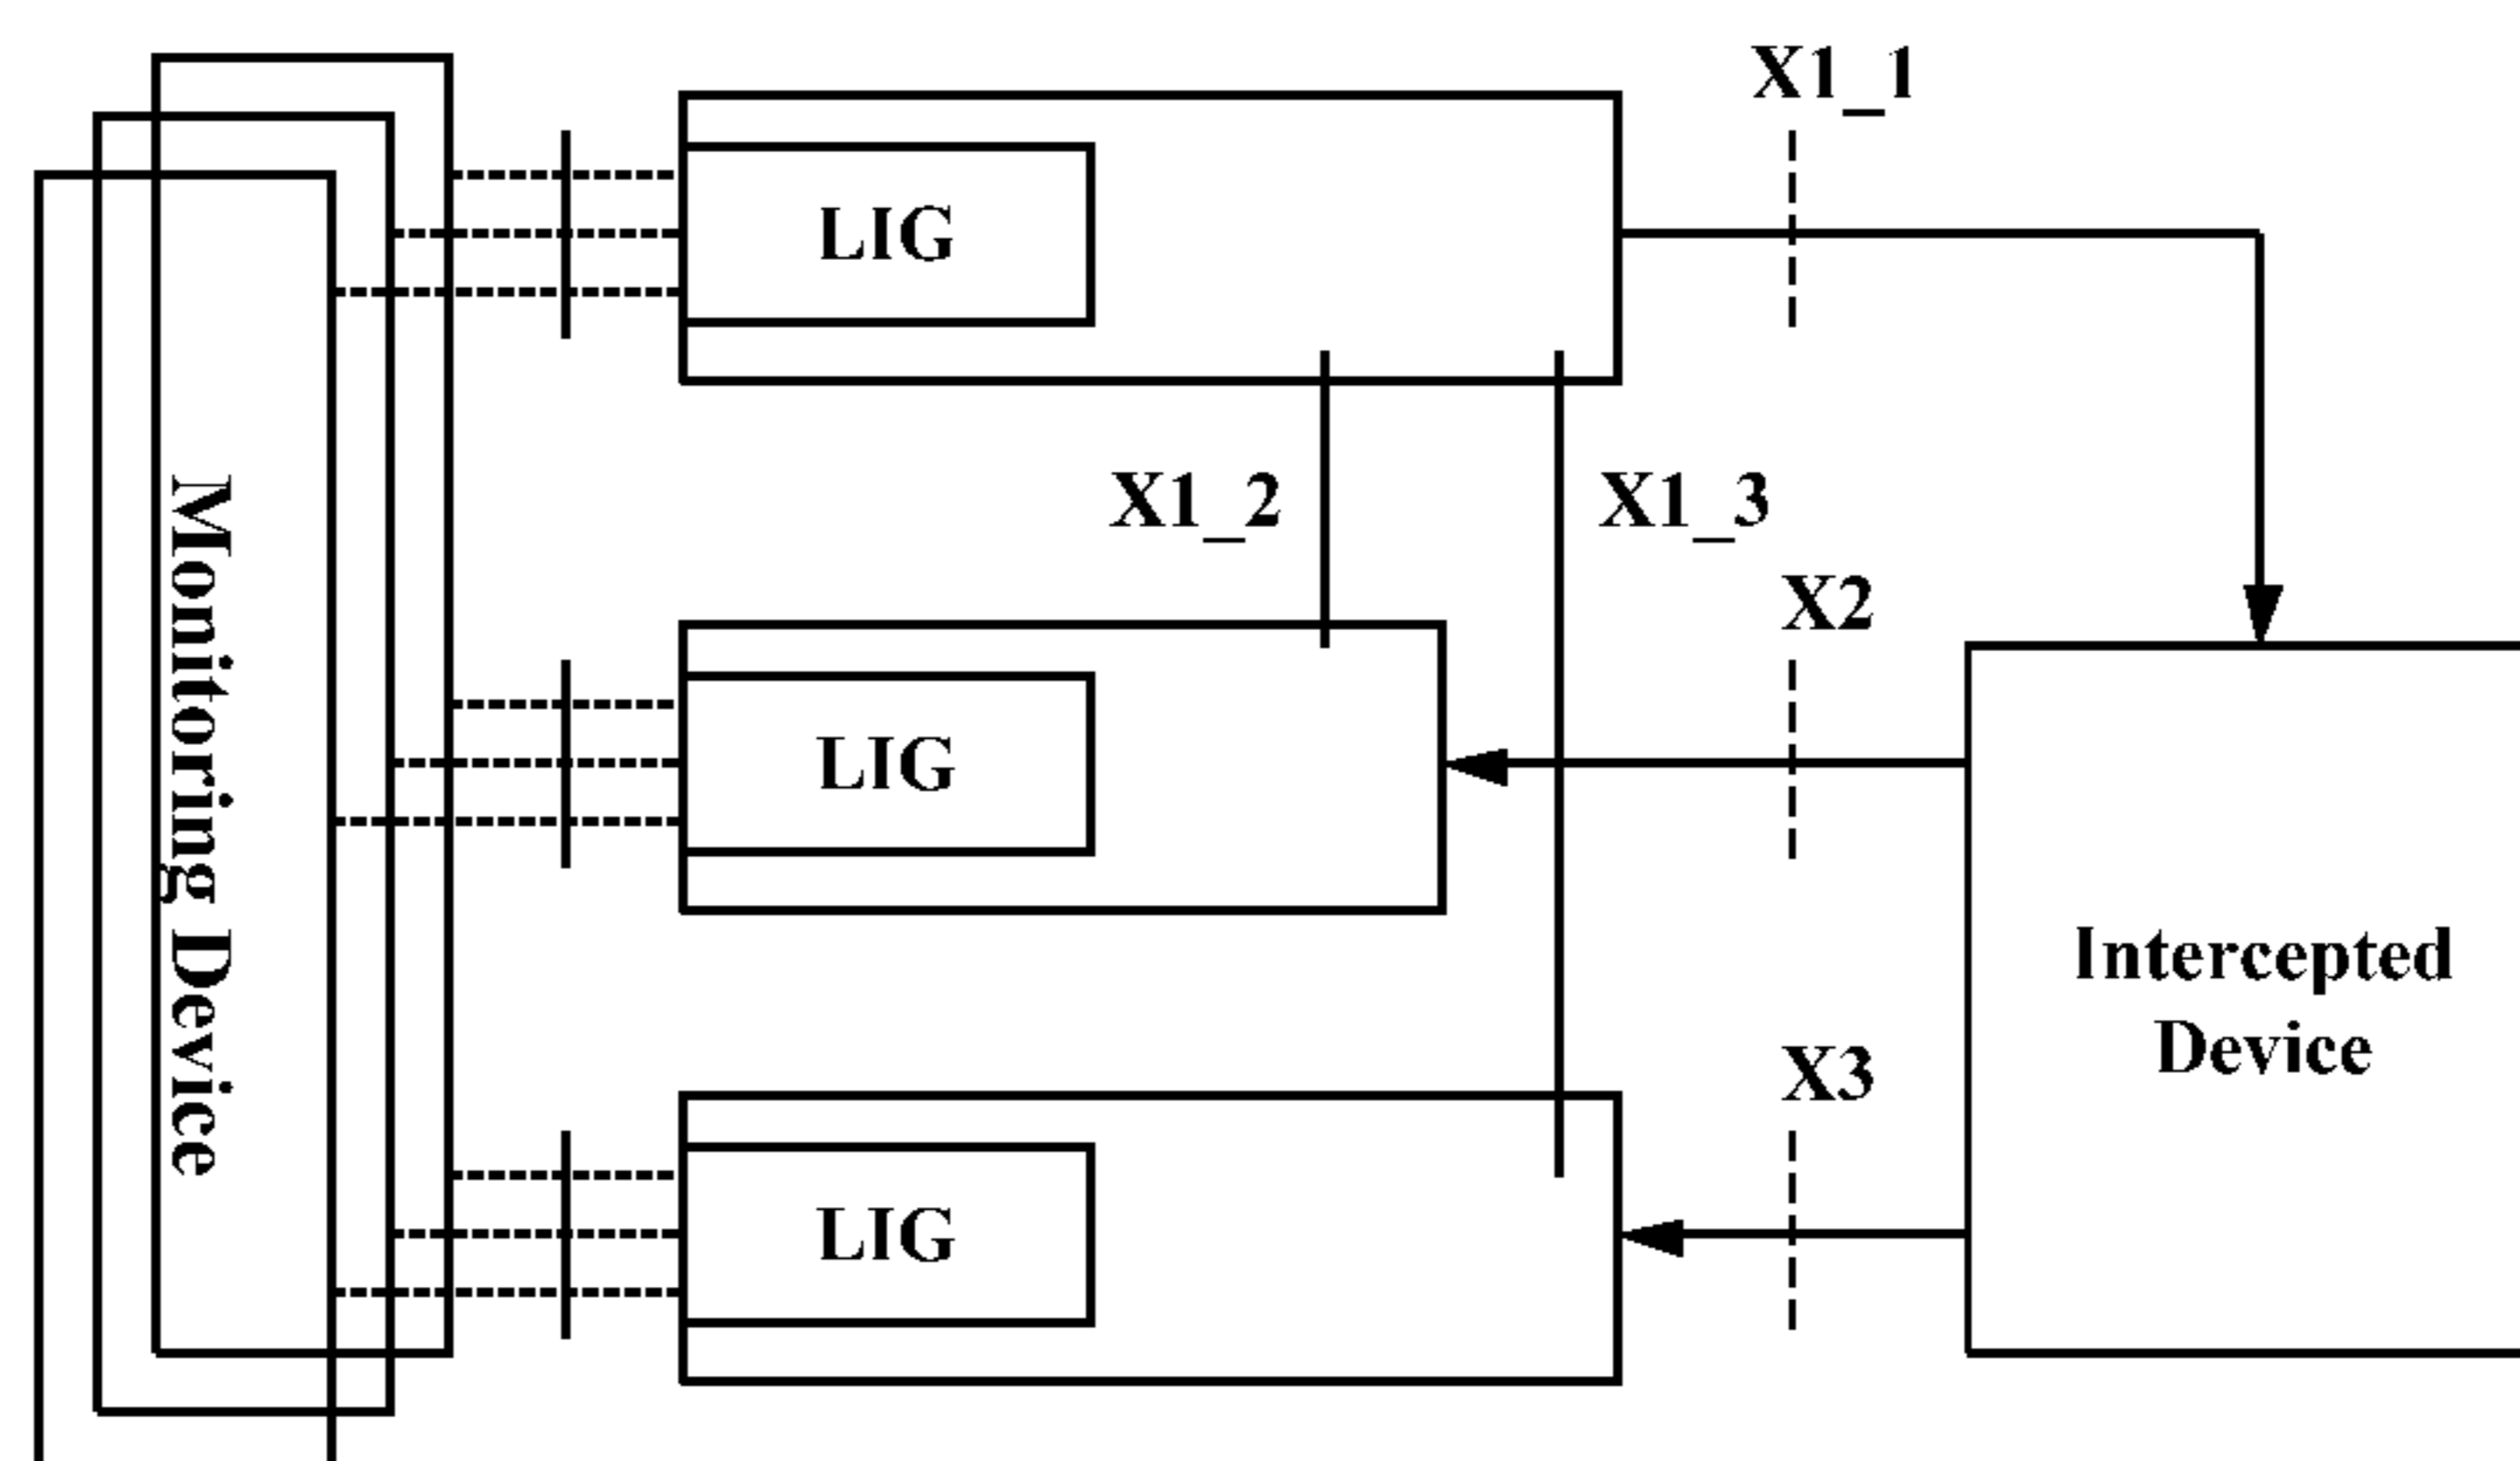 X1_1
LIG
X1_2
X1_3
X2
LIG
Monitoring Device
Intercepted
Device
X3
LIG